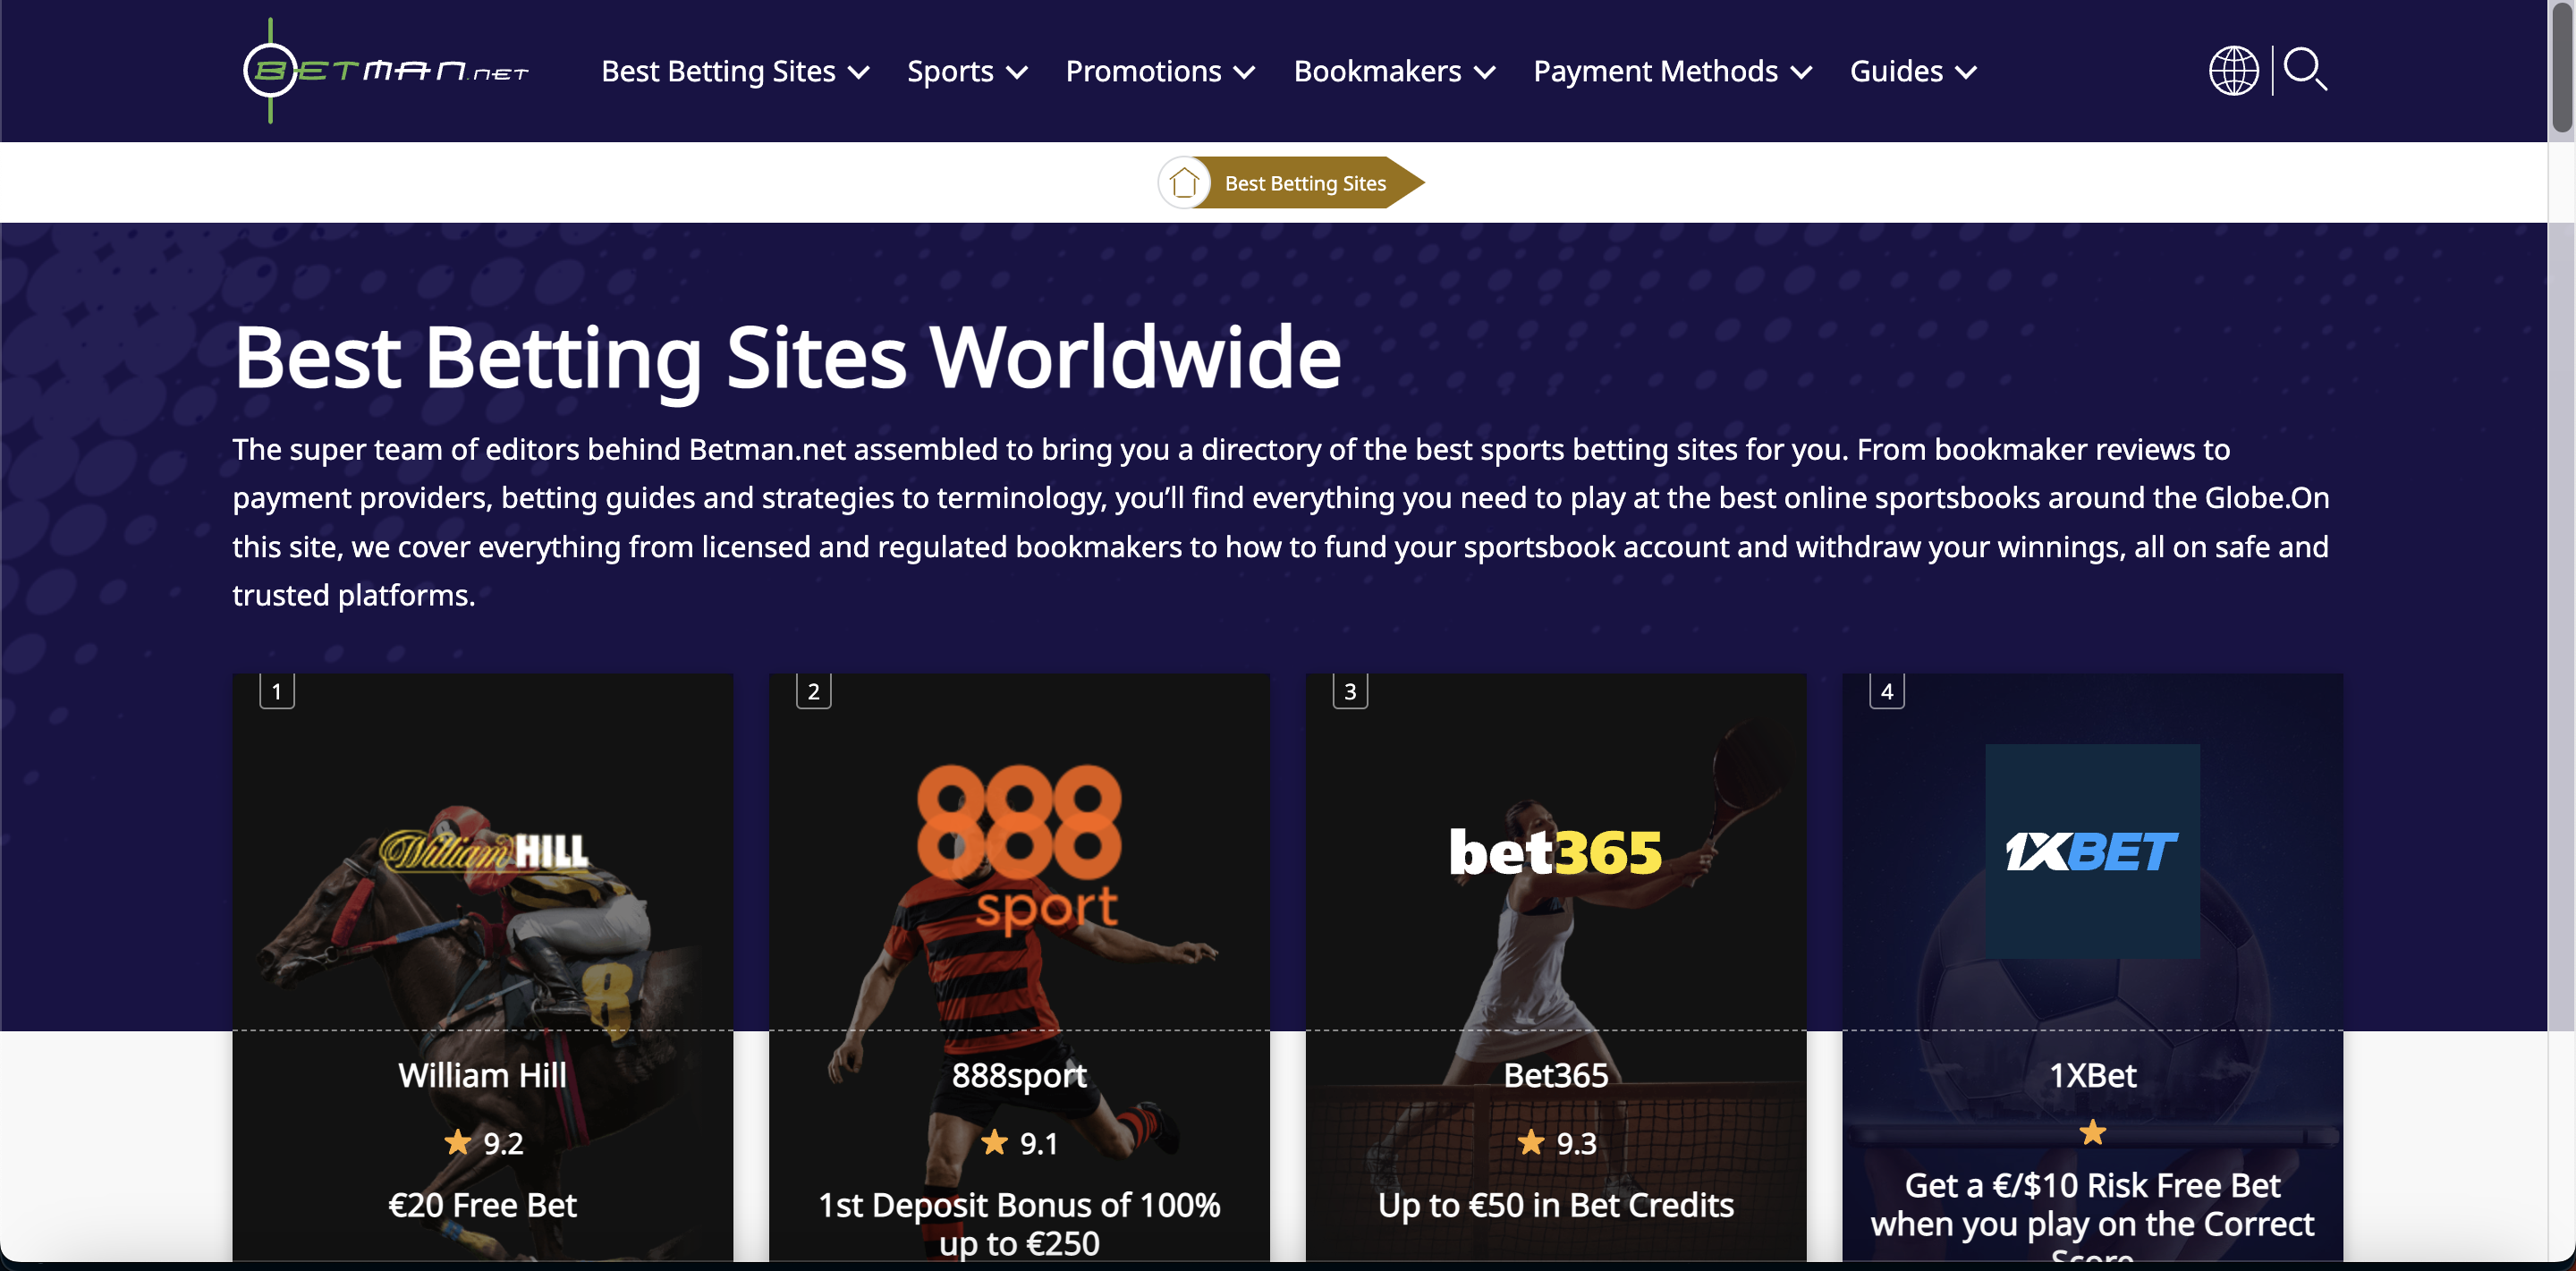 BETMAN.NET
Best Betting Sites
Sports
Promotions
Bookmakers
Payment Methods
Guides
Best Betting Sites
Best Betting Sites Worldwide
The super team of editors behind Betman.net assembled to bring you a directory of the best sports betting sites for you. From bookmaker reviews to
payment providers, betting guides and strategies to terminology, you’ll find everything you need to play at the best online sportsbooks around the Globe.On
this site, we cover everything from licensed and regulated bookmakers to how to fund your sportsbook account and withdraw your winnings, all on safe and
trusted platforms.
1
William HILL
8
William Hill
9.2
€20 Free Bet
2
888
sport
888sport
9.1
1st Deposit Bonus of 100%
up to €250
3
bet365
Bet365
9.3
Up to €50 in Bet Credits
4
1XBET
1XBet
Get a €/$10 Risk Free Bet
when you play on the Correct
Score